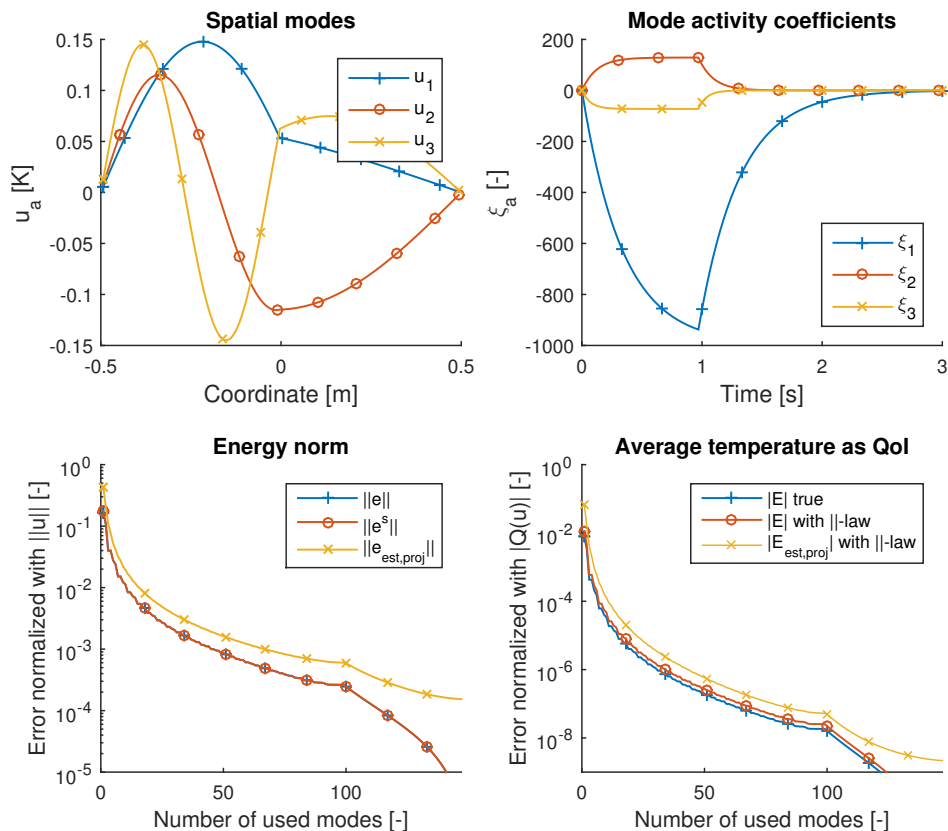 Spatial modes
u_a [K]
0.15
0.1
0.05
0
-0.05
-0.1
-0.15
-0.5
0
0.5
Coordinate [m]
u_1
u_2
u_3
Mode activity coefficients
ξ_a [-]
200
0
-200
-400
-600
-800
-1000
0
1
2
3
Time [s]
ξ_1
ξ_2
ξ_3
Energy norm
Error normalized with ||u|| [-]
10^0
10^-1
10^-2
10^-3
10^-4
10^-5
0
50
100
Number of used modes [-]
||e||
||e^s||
||e_est,proj||
Average temperature as QoI
Error normalized with |Q(u)| [-]
10^0
10^-2
10^-4
10^-6
10^-8
0
50
100
Number of used modes [-]
|E| true
|E| with ||-law
|E_est,proj| with ||-law